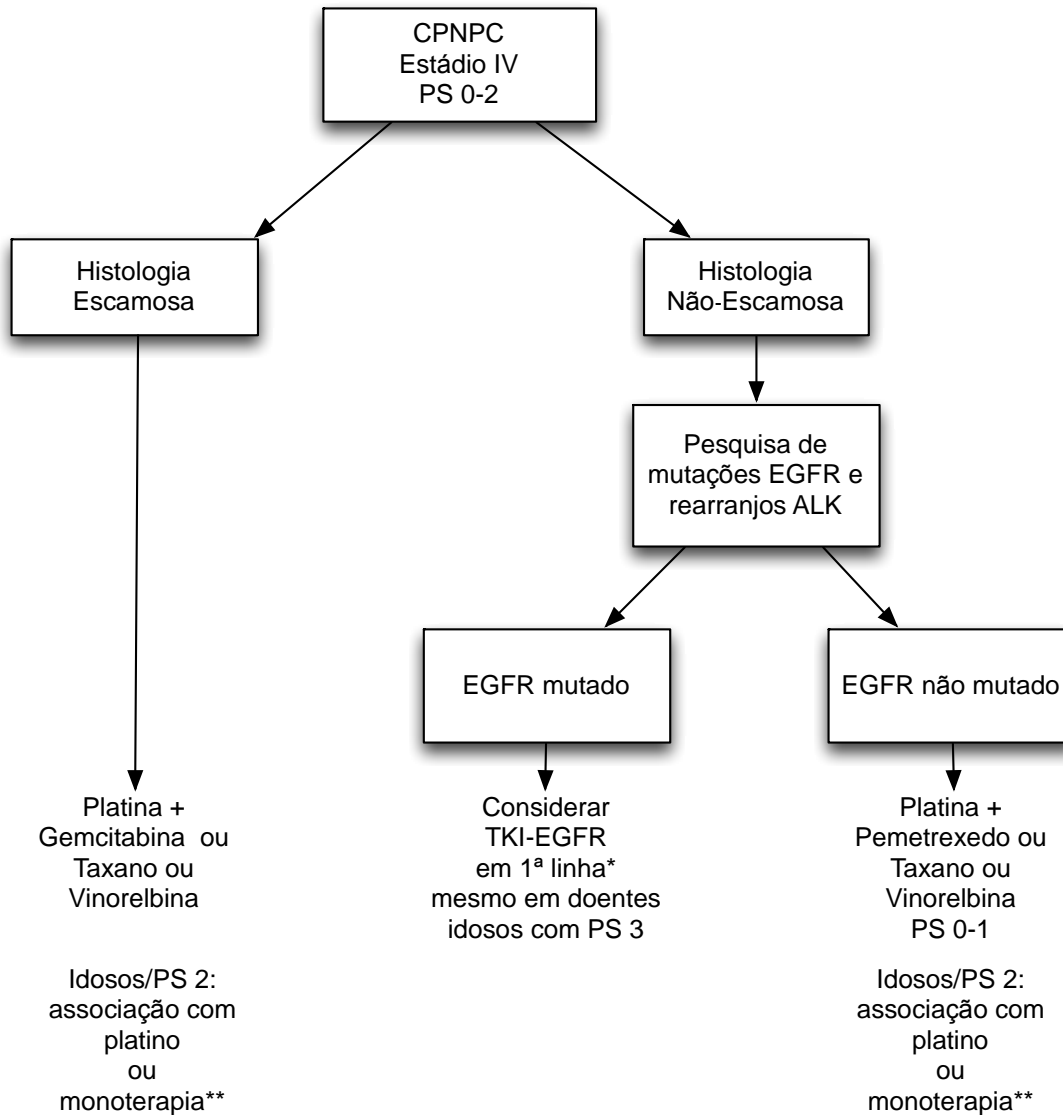 CPNPC
Estádio IV
PS 0-2
Histologia
Escamosa
Histologia
Não-Escamosa
Pesquisa de
mutações EGFR e
rearranjos ALK
EGFR mutado
EGFR não mutado
Platina +
Gemcitabina ou
Taxano ou
Vinorelbina
Idosos/PS 2:
associação com
platino
ou
monoterapia**
Considerar
TKI-EGFR
em 1ª linha*
mesmo em doentes
idosos com PS 3
Platina +
Pemetrexedo ou
Taxano ou
Vinorelbina
PS 0-1
Idosos/PS 2:
associação com
platino
ou
monoterapia**